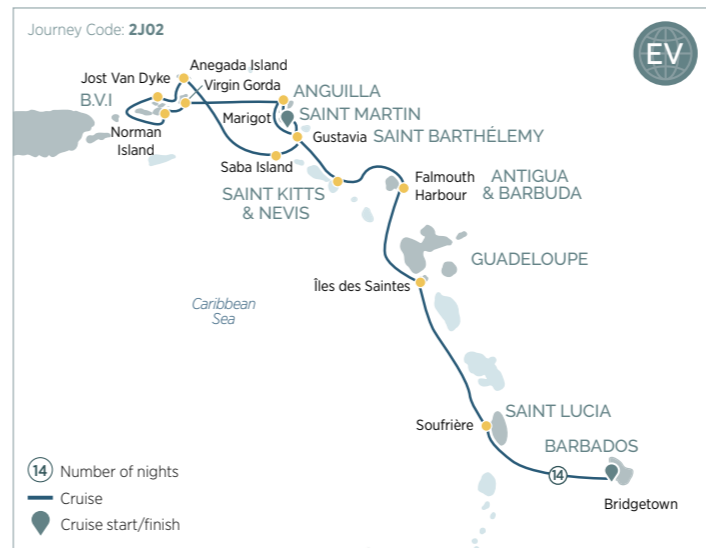 Journey Code: 2J02
EV
Anegada Island
Jost Van Dyke
Virgin Gorda
ANGUILLA
B.V.I
Marigot
SAINT MARTIN
Norman
Island
Gustavia
SAINT BARTHÉLEMY
Saba Island
SAINT KITTS
& NEVIS
Falmouth
Harbour
ANTIGUA
& BARBUDA
GUADELOUPE
Îles des Saintes
Caribbean
Sea
SAINT LUCIA
Soufrière
BARBADOS
14
Bridgetown
14 Number of nights
Cruise
Cruise start/finish